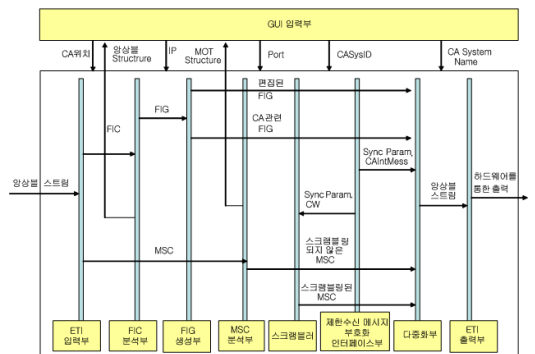 GUI 입력부
CA위치
앙상블
Structrure
IP
MOT
Structure
Port
CASysID
CA System
Name
편집된
FIG
FIG
CA관련
FIG
FIC
Sync Param,
CAIntMess
앙상블 스트림
Sync Param,
CW
앙상블
스트림
하드웨어를
통한 출력
MSC
스크램블링
되지 않은
MSC
스크램블링된
MSC
ETI
입력부
FIC
분석부
FIG
생성부
MSC
분석부
스크램블러
제한수신 메시지
부호화
인터페이스부
다중화부
ETI
출력부